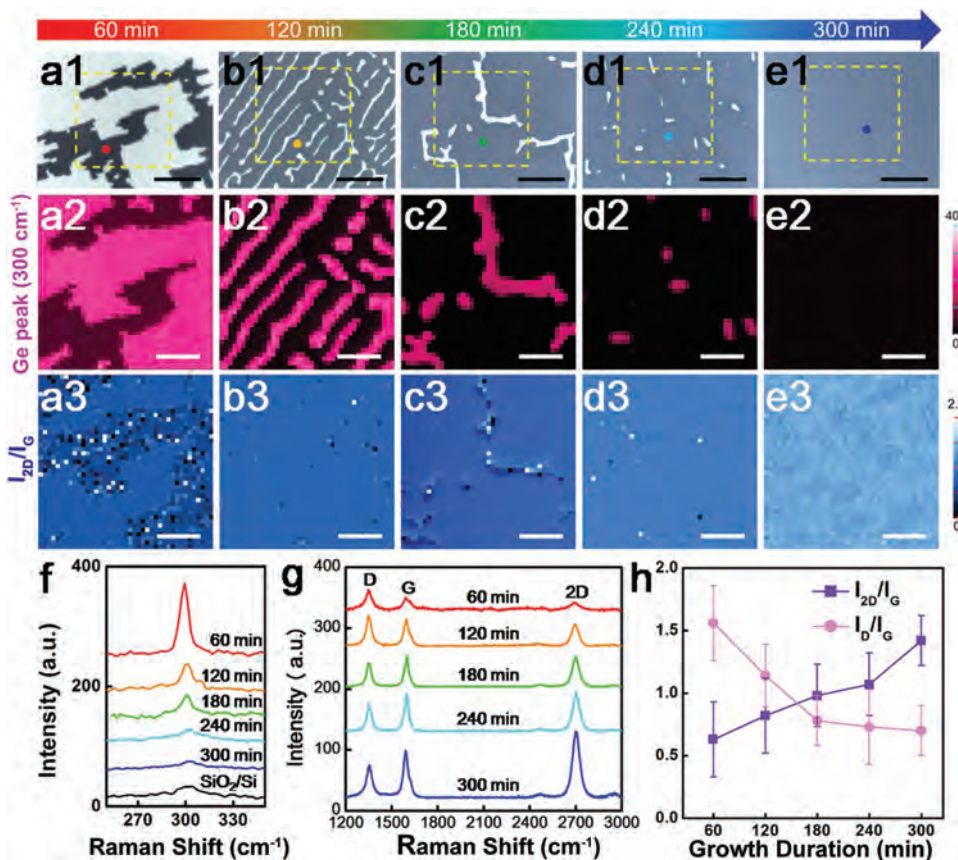 60 min 120 min 180 min 240 min 300 min
a1 b1 c1 d1 e1
Ge peak (300 cm⁻¹)
a2 b2 c2 d2 e2
40
0
I2D/IG
a3 b3 c3 d3 e3
0
f
400
200
0
Intensity (a.u.)
60 min
120 min
180 min
240 min
300 min
SiO₂/Si
270 300 330
Raman Shift (cm⁻¹)
g
400
300
200
100
0
Intensity ( a.u.)
D G 2D
60 min
120 min
180 min
240 min
300 min
1200 1500 1800 2100 2400 2700 3000
Raman Shift (cm⁻¹)
h
2.0
1.5
1.0
0.5
0.0
I2D/IG
ID/IG
60 120 180 240 300
Growth Duration (min)